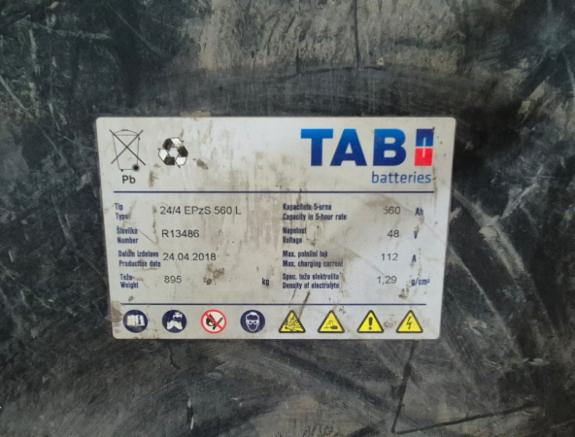 TAB
batteries
Pb
Tip
Type 24/4 EPzS 560 L
Kapaciteta 5-urna
Capacity in 5-hour rate 560 Ah
Številka
Number R13486
Napetost
Voltage 48 V
Datum izdelave
Production date 24.04.2018
Max. polnilni tok
Max. charging current 112 A
Teža
Weight 895 kg
Spec. teža elektrolita
Density of electrolyte 1,29 g/cm³